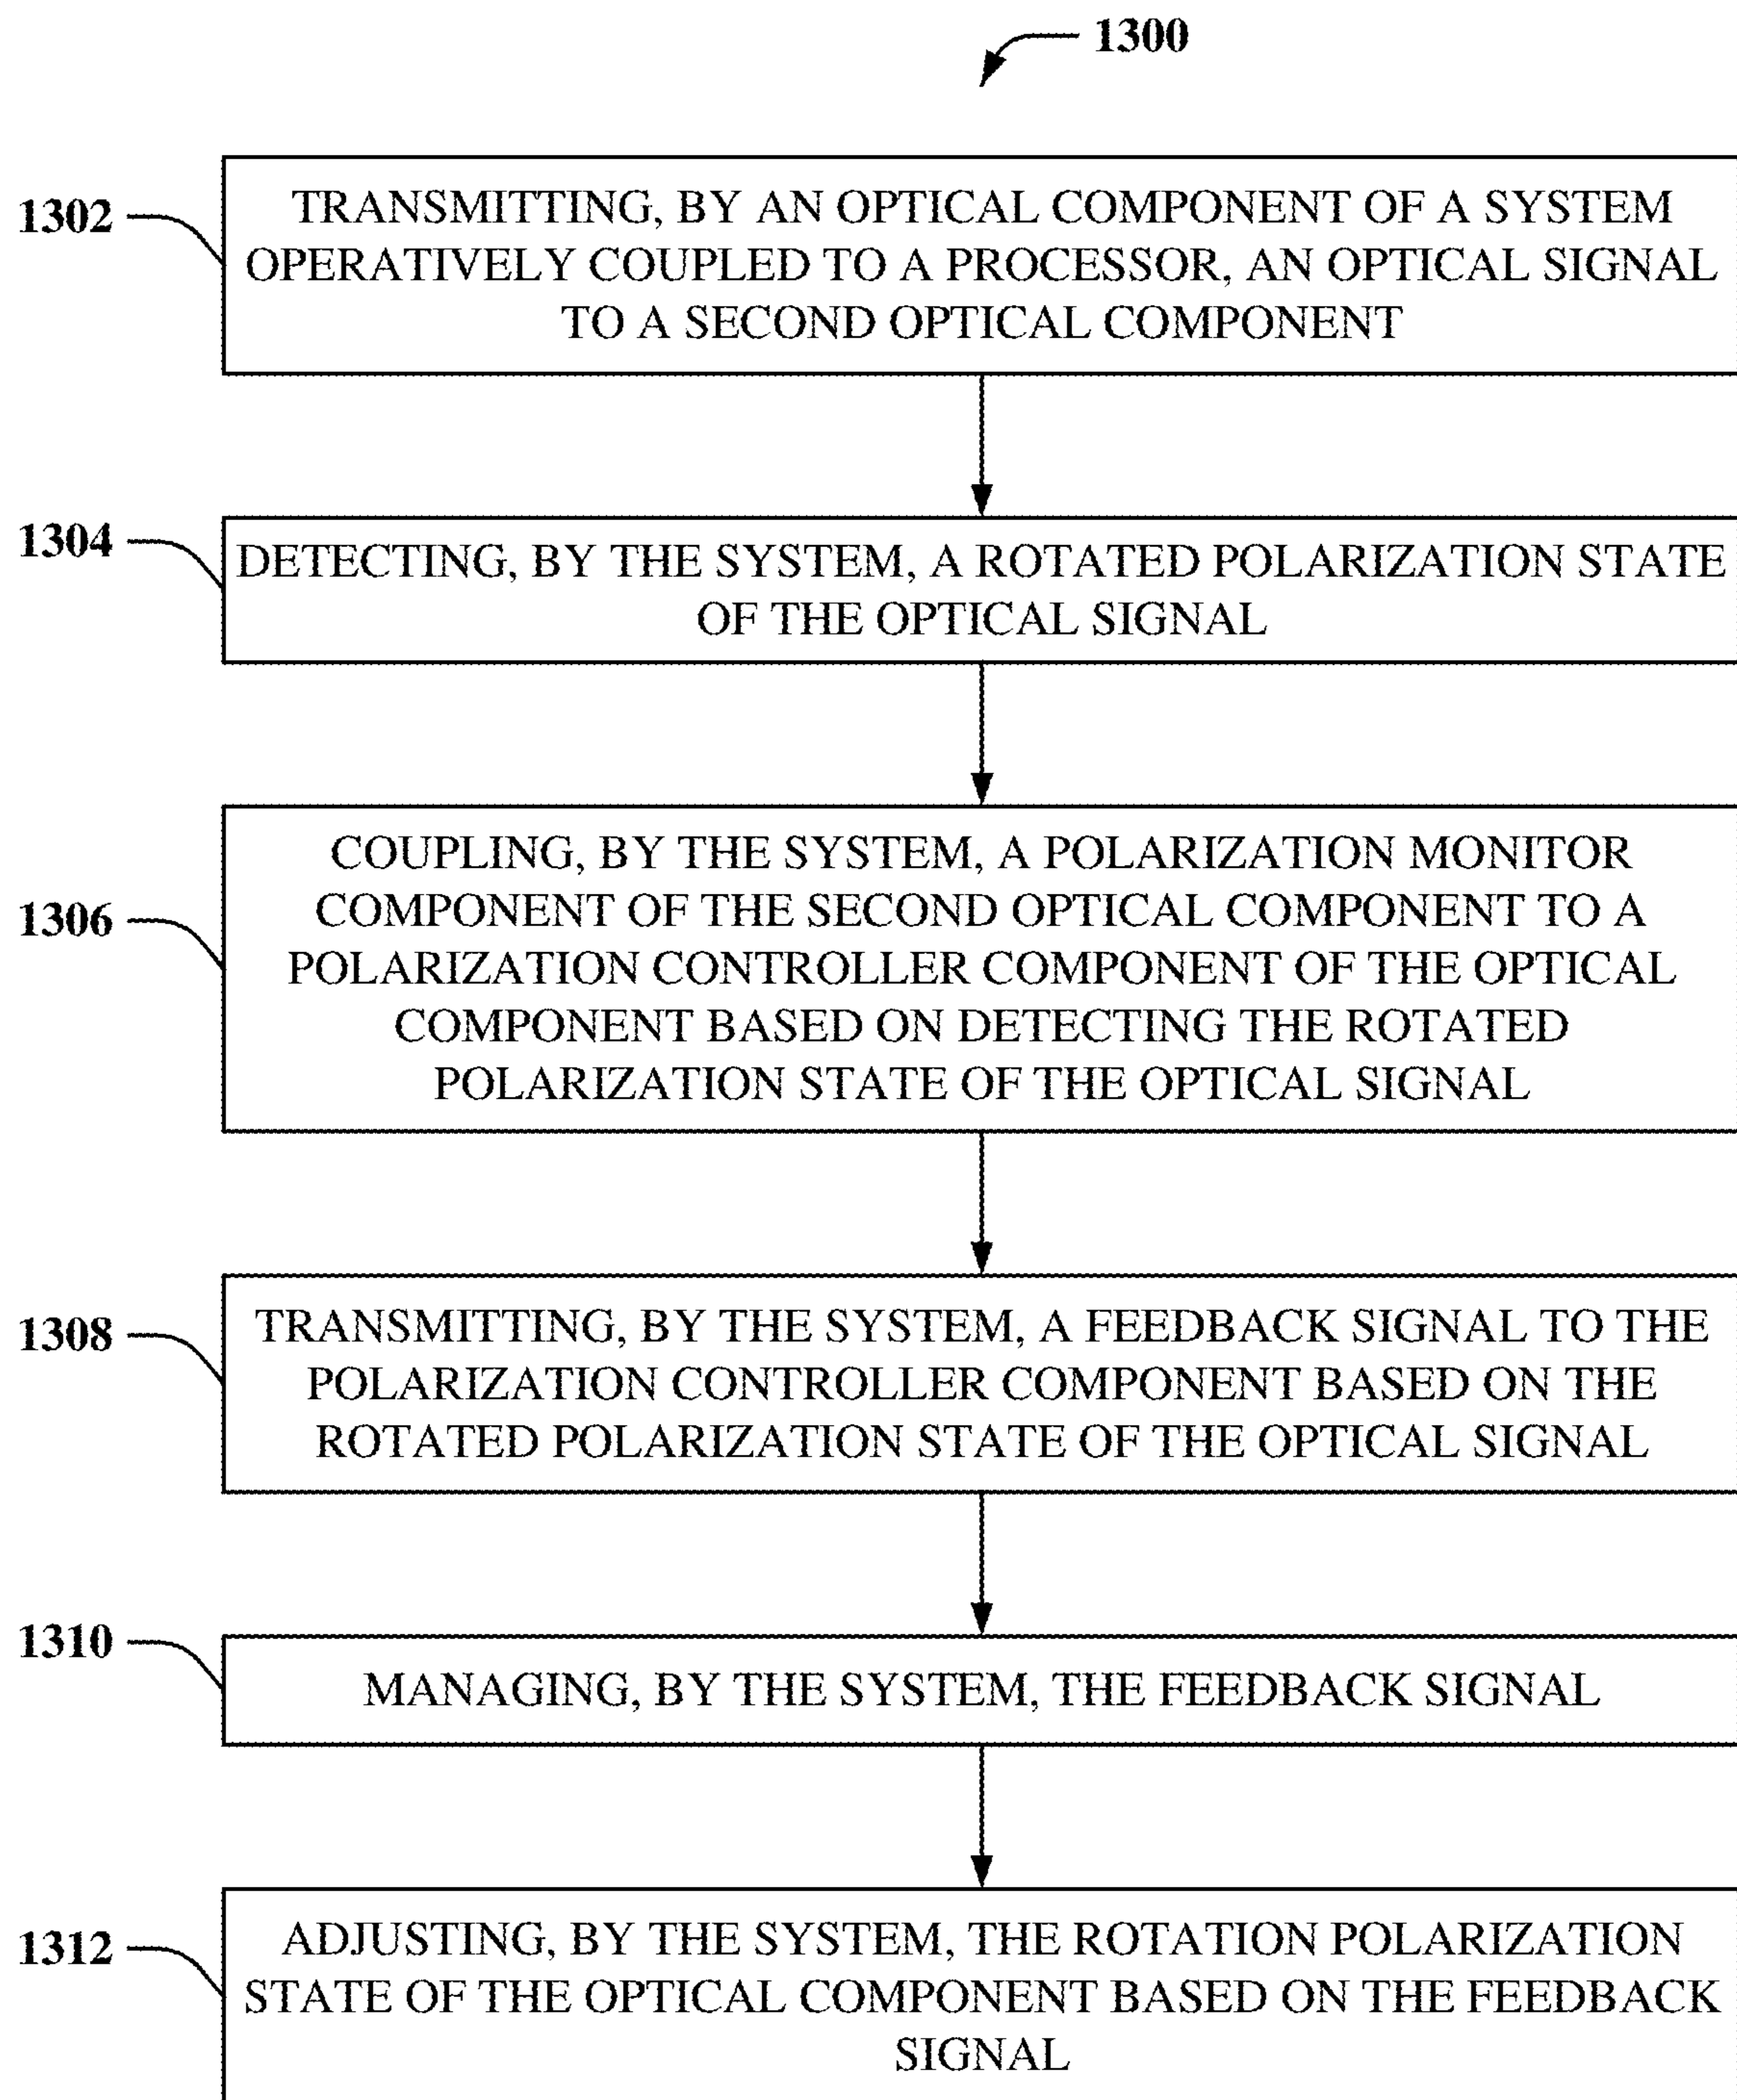 1300
1302
TRANSMITTING, BY AN OPTICAL COMPONENT OF A SYSTEM
OPERATIVELY COUPLED TO A PROCESSOR, AN OPTICAL SIGNAL
TO A SECOND OPTICAL COMPONENT
1304
DETECTING, BY THE SYSTEM, A ROTATED POLARIZATION STATE
OF THE OPTICAL SIGNAL
1306
COUPLING, BY THE SYSTEM, A POLARIZATION MONITOR
COMPONENT OF THE SECOND OPTICAL COMPONENT TO A
POLARIZATION CONTROLLER COMPONENT OF THE OPTICAL
COMPONENT BASED ON DETECTING THE ROTATED
POLARIZATION STATE OF THE OPTICAL SIGNAL
1308
TRANSMITTING, BY THE SYSTEM, A FEEDBACK SIGNAL TO THE
POLARIZATION CONTROLLER COMPONENT BASED ON THE
ROTATED POLARIZATION STATE OF THE OPTICAL SIGNAL
1310
MANAGING, BY THE SYSTEM, THE FEEDBACK SIGNAL
1312
ADJUSTING, BY THE SYSTEM, THE ROTATION POLARIZATION
STATE OF THE OPTICAL COMPONENT BASED ON THE FEEDBACK
SIGNAL